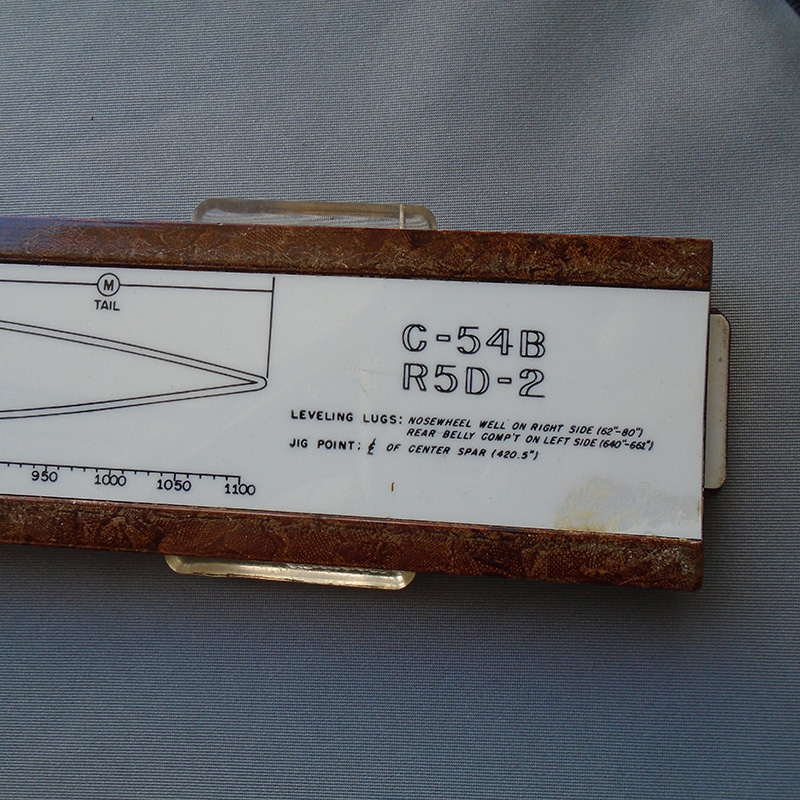 M
TAIL
C-54B
R5D-2
LEVELING LUGS: NOSEWHEEL WELL ON RIGHT SIDE (62"-80")
REAR BELLY COMP'T ON LEFT SIDE (640"-661")
JIG POINT: ℄ OF CENTER SPAR (420.5")
950 1000 1050 1100